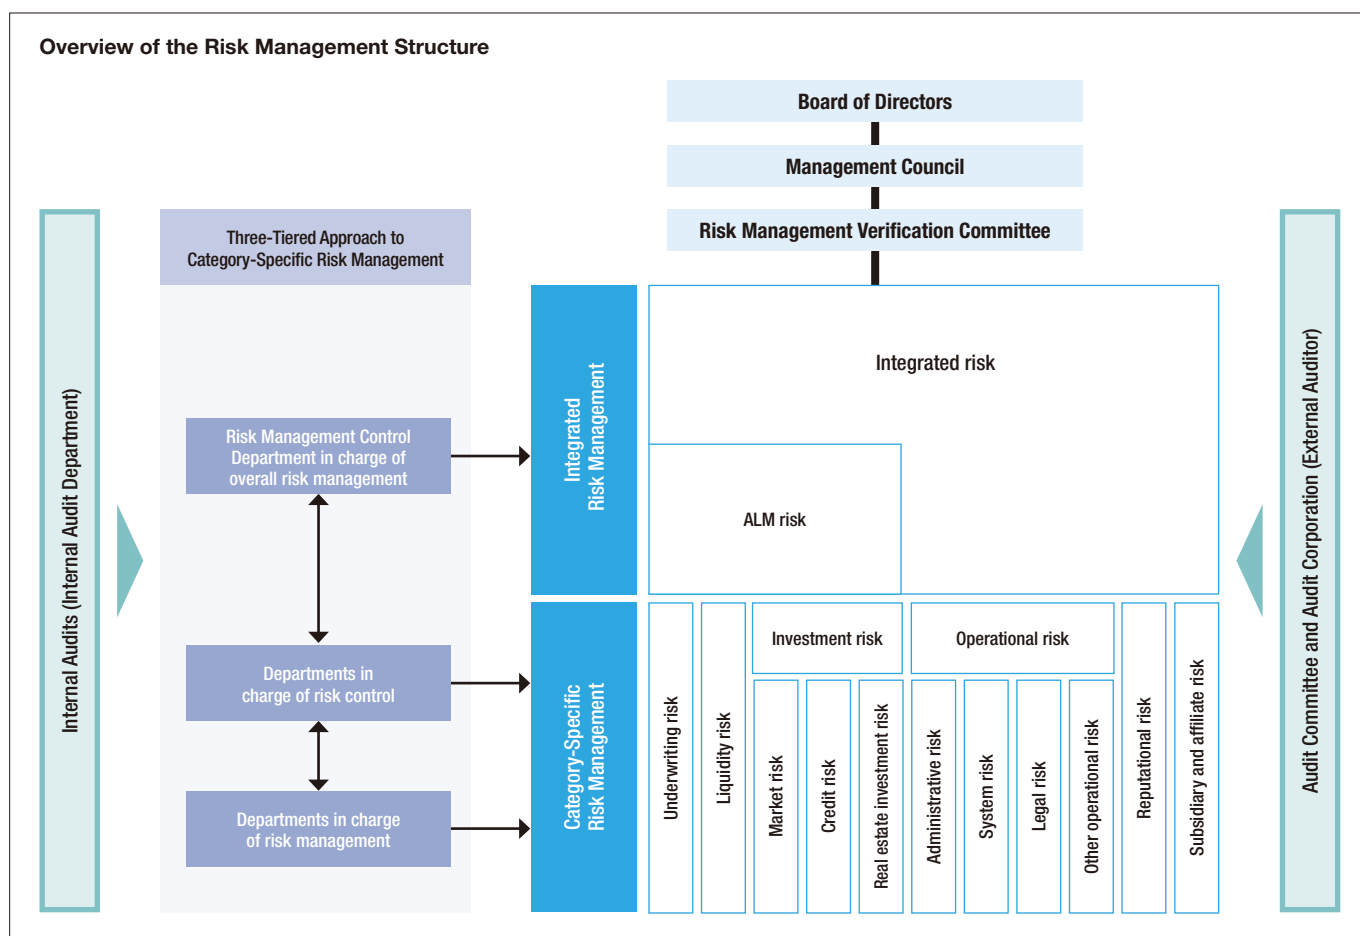 Overview of the Risk Management Structure
Board of Directors
Management Council
Risk Management Verification Committee
Internal Audits (Internal Audit Department)
Three-Tiered Approach to
Category-Specific Risk Management
Risk Management Control
Department in charge of
overall risk management
Departments in
charge of risk control
Departments in charge
of risk management
Integrated
Risk Management
Category-Specific
Risk Management
Integrated risk
ALM risk
Underwriting risk
Liquidity risk
Investment risk
Market risk
Credit risk
Real estate investment risk
Operational risk
Administrative risk
System risk
Legal risk
Other operational risk
Reputational risk
Subsidiary and affiliate risk
Audit Committee and Audit Corporation (External Auditor)